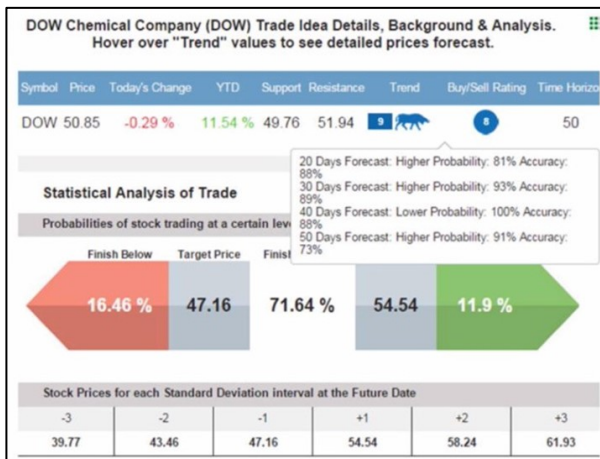 DOW Chemical Company (DOW) Trade Idea Details, Background & Analysis.
Hover over "Trend" values to see detailed prices forecast.
Symbol Price Today's Change YTD Support Resistance Trend Buy/Sell Rating Time Horizo
DOW 50.85 -0.29 % 11.54 % 49.76 51.94 9 8 50
20 Days Forecast: Higher Probability: 81% Accuracy:
88%
30 Days Forecast: Higher Probability: 93% Accuracy:
89%
40 Days Forecast: Lower Probability: 100% Accuracy:
88%
50 Days Forecast: Higher Probability: 91% Accuracy:
73%
Statistical Analysis of Trade
Probabilities of stock trading at a certain leve
Finish Below Target Price Finish
16.46 % 47.16 71.64 % 54.54 11.9 %
Stock Prices for each Standard Deviation interval at the Future Date
-3 -2 -1 +1 +2 +3
39.77 43.46 47.16 54.54 58.24 61.93